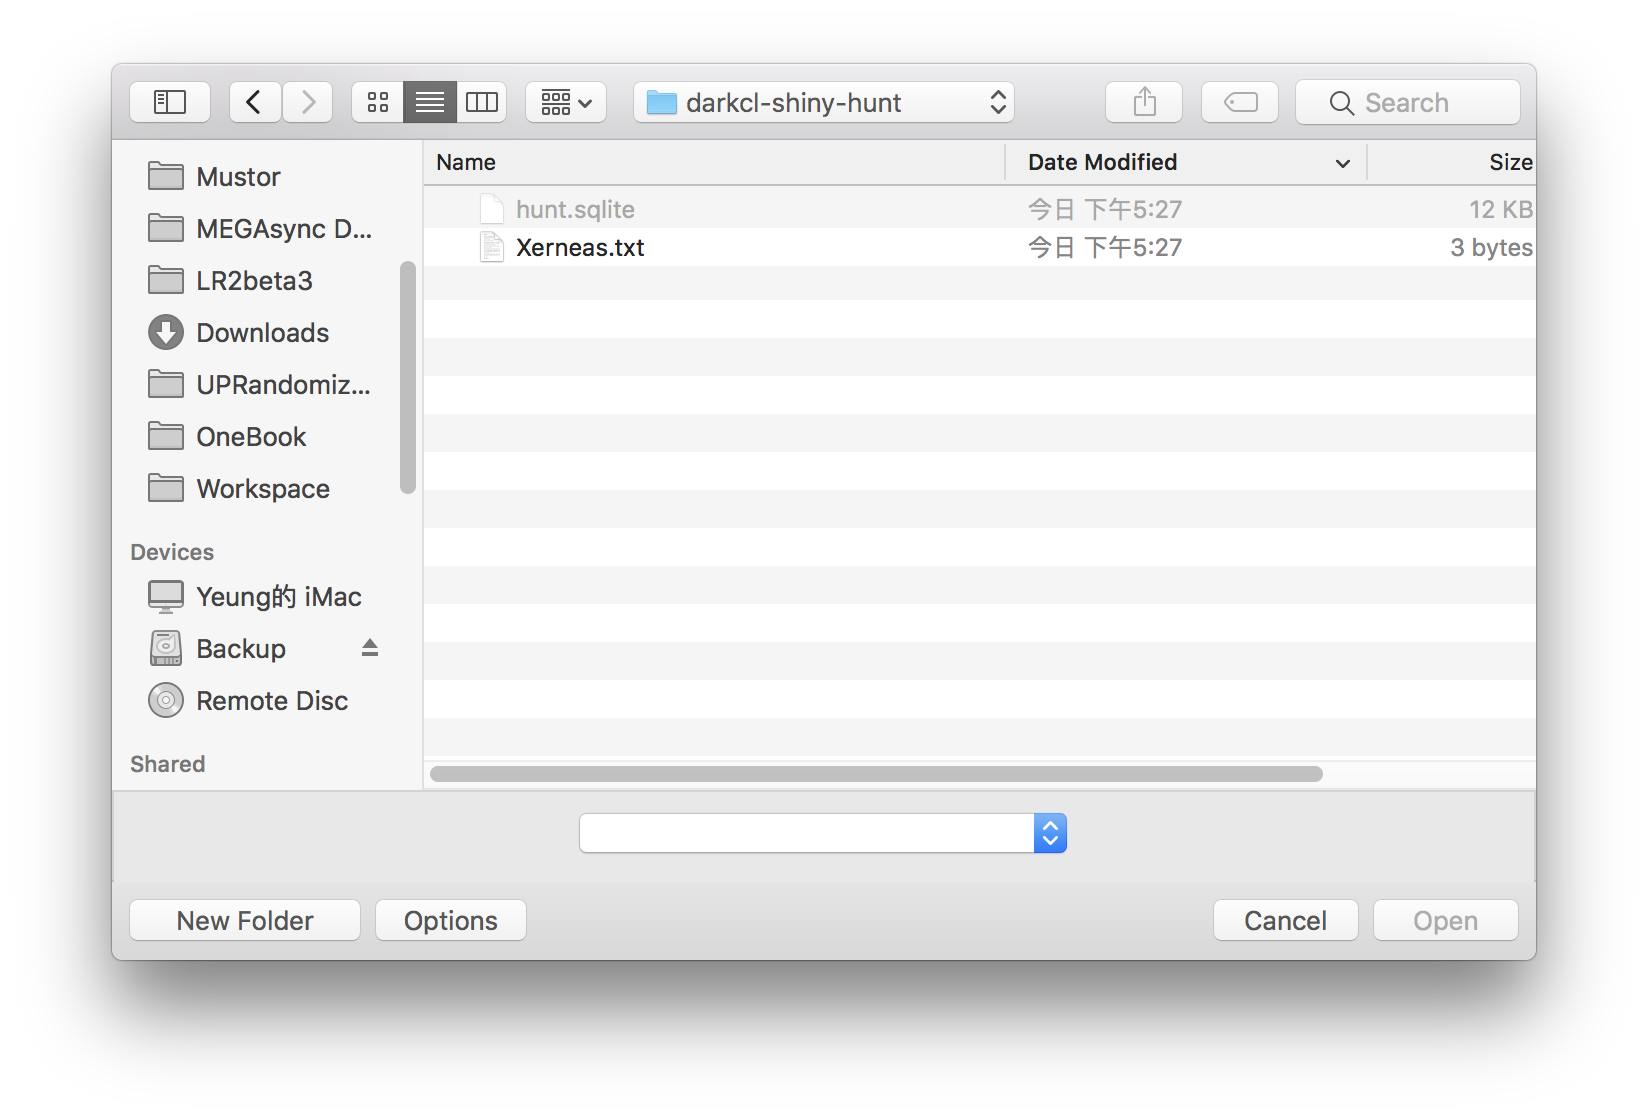 darkcl-shiny-hunt
Search
Mustor
MEGAsync D...
LR2beta3
Downloads
UPRandomiz...
OneBook
Workspace
Devices
Yeung的 iMac
Backup
Remote Disc
Shared
Name Date Modified Size
hunt.sqlite 今日 下午5:27 12 KB
Xerneas.txt 今日 下午5:27 3 bytes
New Folder Options Cancel Open